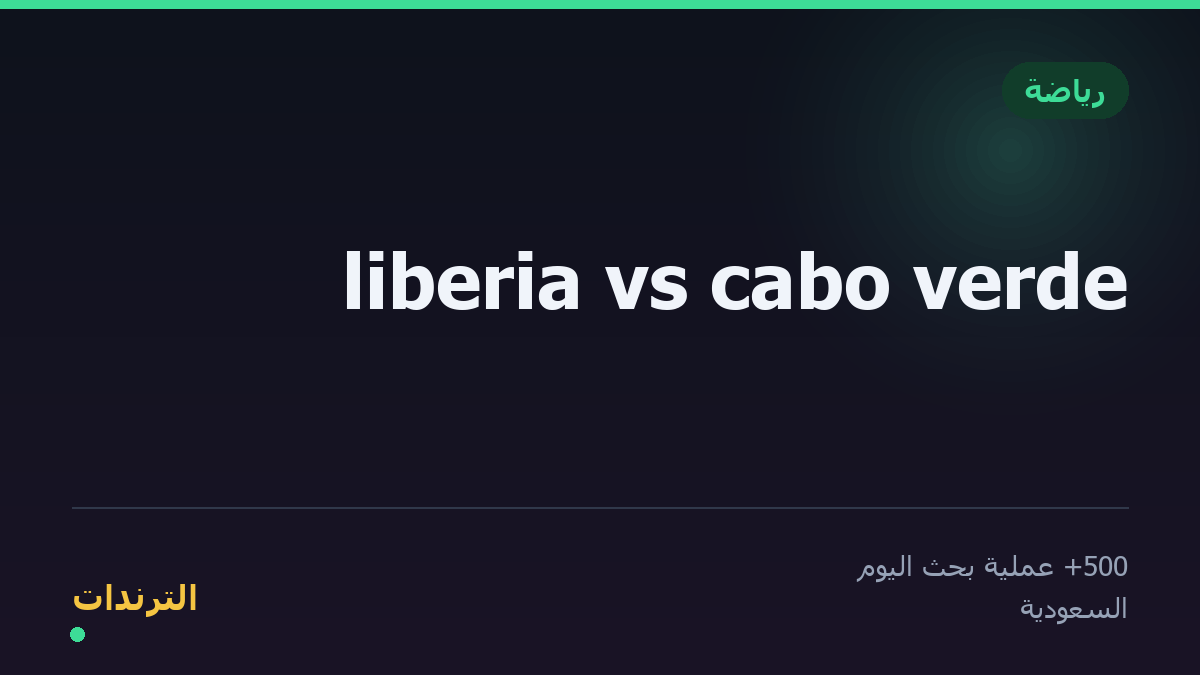 رياضة
liberia vs cabo verde
500+ عملية بحث اليوم
السعودية
الترندات